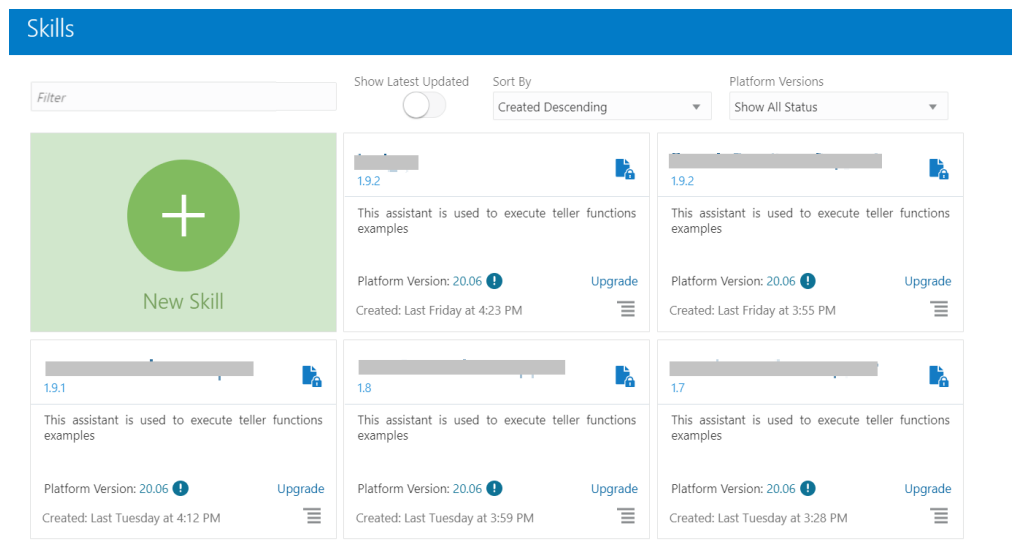 Skills
Filter
Show Latest Updated
Sort By
Created Descending
Platform Versions
Show All Status
New Skill
1.9.2
This assistant is used to execute teller functions
examples
Platform Version: 20.06
Upgrade
Created: Last Friday at 4:23 PM
1.9.2
This assistant is used to execute teller functions
examples
Platform Version: 20.06
Upgrade
Created: Last Friday at 3:55 PM
1.9.1
This assistant is used to execute teller functions
examples
Platform Version: 20.06
Upgrade
Created: Last Tuesday at 4:12 PM
1.8
This assistant is used to execute teller functions
examples
Platform Version: 20.06
Upgrade
Created: Last Tuesday at 3:59 PM
1.7
This assistant is used to execute teller functions
examples
Platform Version: 20.06
Upgrade
Created: Last Tuesday at 3:28 PM